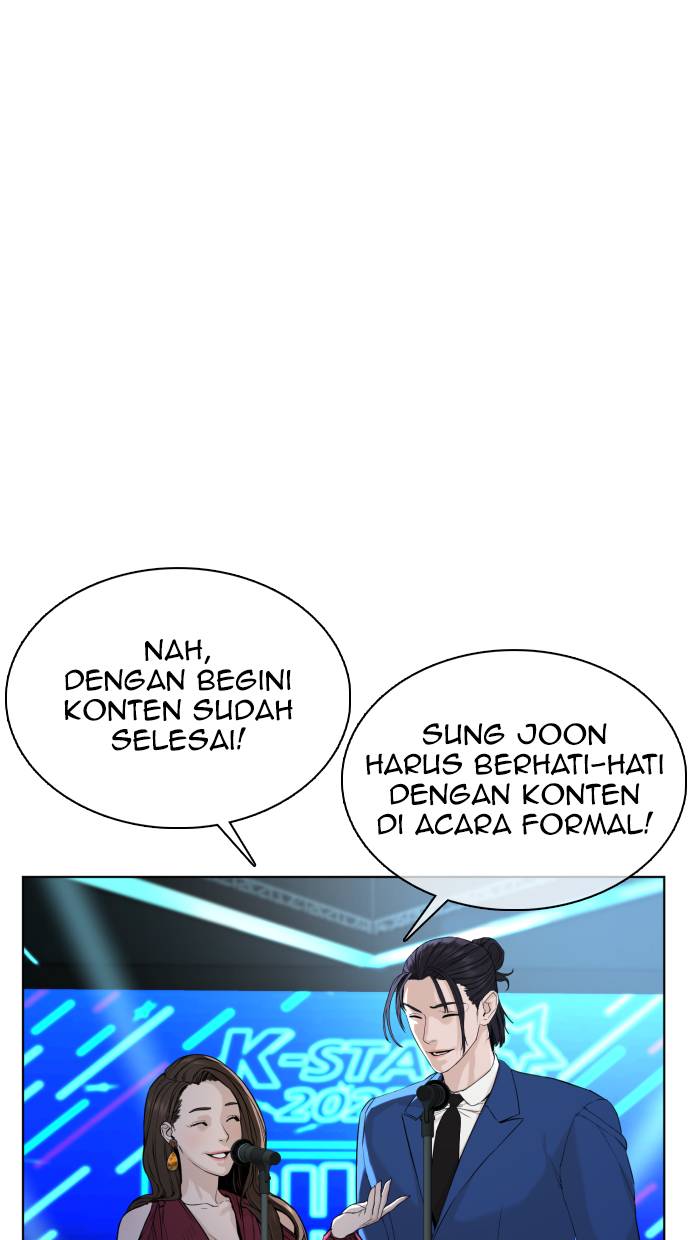 NAH,
DENGAN BEGINI
KONTEN SUDAH
SELESAI!
SUNG JOON
HARUS BERHATI-HATI
DENGAN KONTEN
DI ACARA FORMAL!